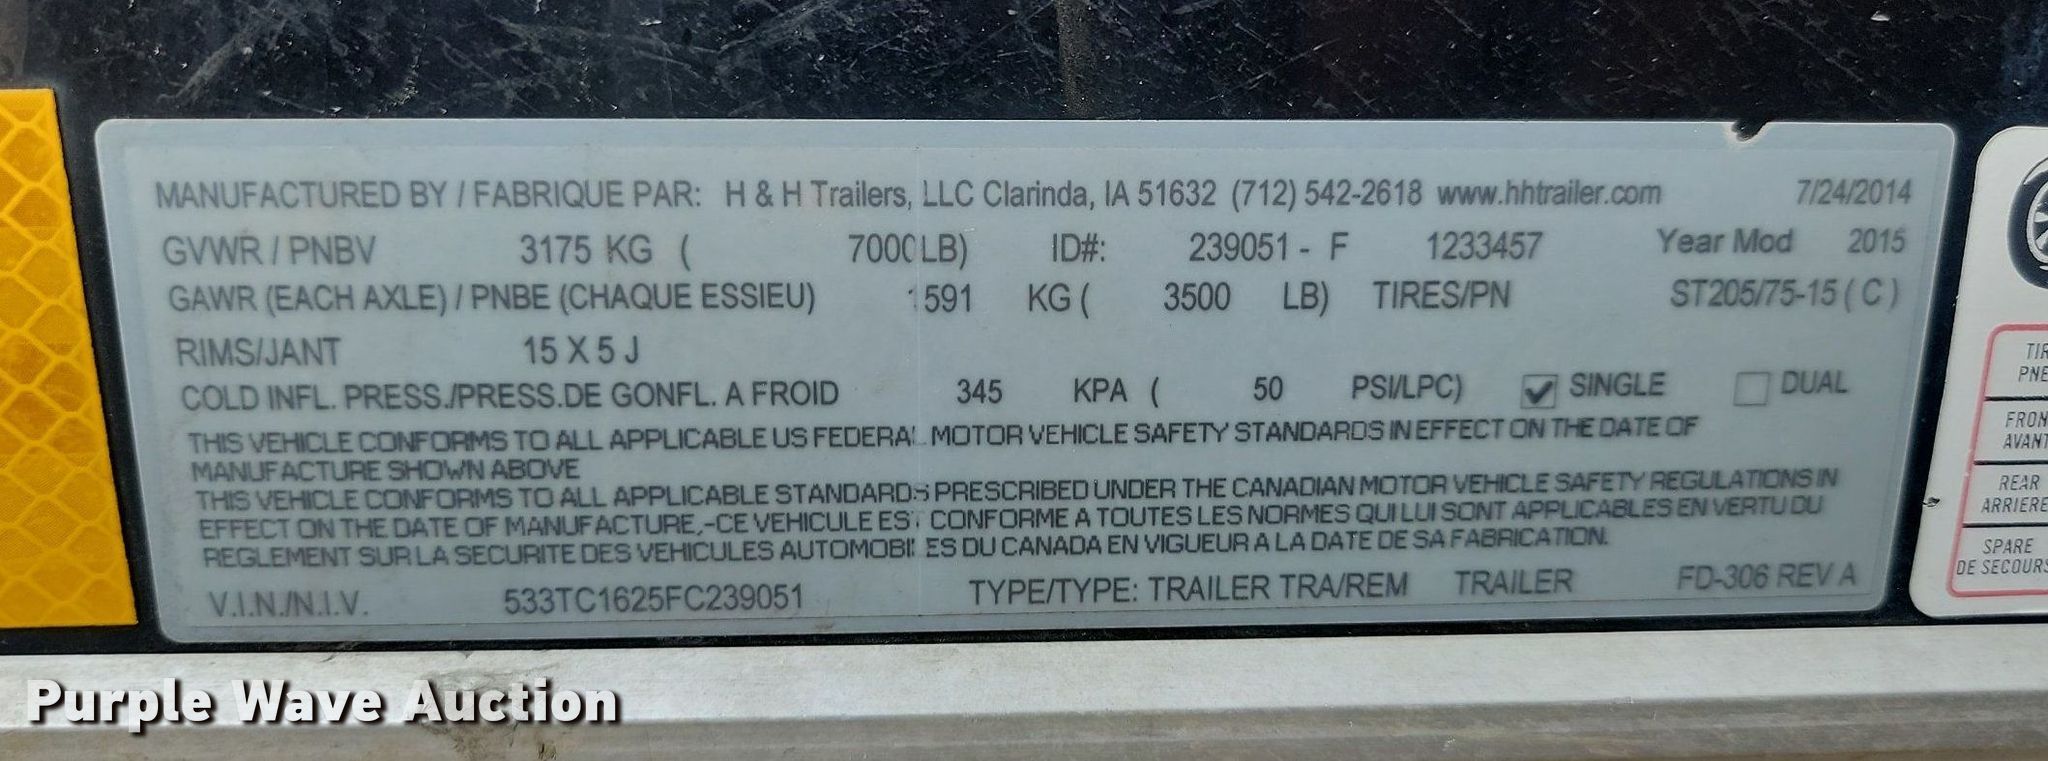 MANUFACTURED BY / FABRIQUE PAR: H & H Trailers, LLC Clarinda, IA 51632 (712) 542-2618 www.hhtrailer.com 7/24/2014
GVWR / PNBV 3175 KG ( 7000 LB) ID#: 239051 - F 1233457 Year Mod 2015
GAWR (EACH AXLE) / PNBE (CHAQUE ESSIEU) 1591 KG ( 3500 LB) TIRES/PN ST205/75-15 ( C )
RIMS/JANT 15 X 5 J
COLD INFL. PRESS./PRESS.DE GONFL. A FROID 345 KPA ( 50 PSI/LPC) SINGLE DUAL
THIS VEHICLE CONFORMS TO ALL APPLICABLE US FEDERAL MOTOR VEHICLE SAFETY STANDARDS IN EFFECT ON THE DATE OF
MANUFACTURE SHOWN ABOVE
THIS VEHICLE CONFORMS TO ALL APPLICABLE STANDARDS PRESCRIBED UNDER THE CANADIAN MOTOR VEHICLE SAFETY REGULATIONS IN
EFFECT ON THE DATE OF MANUFACTURE,-CE VEHICULE EST CONFORME A TOUTES LES NORMES QUI LUI SONT APPLICABLES EN VERTU DU
REGLEMENT SUR LA SECURITE DES VEHICULES AUTOMOBILES DU CANADA EN VIGUEUR A LA DATE DE SA FABRICATION.
V.I.N./N.I.V. 533TC1625FC239051 TYPE/TYPE: TRAILER TRA/REM TRAILER FD-306 REV A
TIR
PNE
FRON
AVANT
REAR
ARRIERE
SPARE
DE SECOURS
Purple Wave Auction